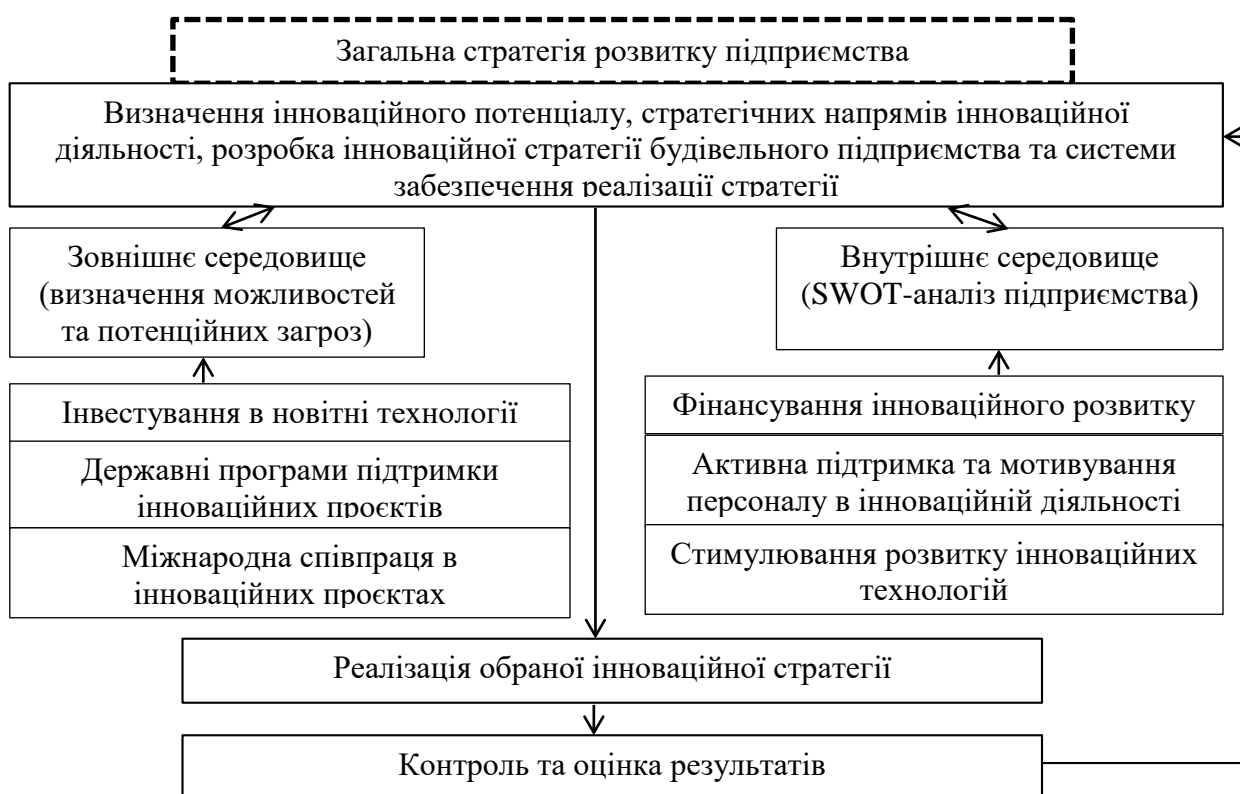 Загальна стратегія розвитку підприємства
Визначення інноваційного потенціалу, стратегічних напрямів інноваційної
діяльності, розробка інноваційної стратегії будівельного підприємства та системи
забезпечення реалізації стратегії
Зовнішнє середовище
(визначення можливостей
та потенційних загроз)
Внутрішнє середовище
(SWOT-аналіз підприємства)
Інвестування в новітні технології
Державні програми підтримки
інноваційних проєктів
Міжнародна співпраця в
інноваційних проєктах
Фінансування інноваційного розвитку
Активна підтримка та мотивування
персоналу в інноваційній діяльності
Стимулювання розвитку інноваційних
технологій
Реалізація обраної інноваційної стратегії
Контроль та оцінка результатів